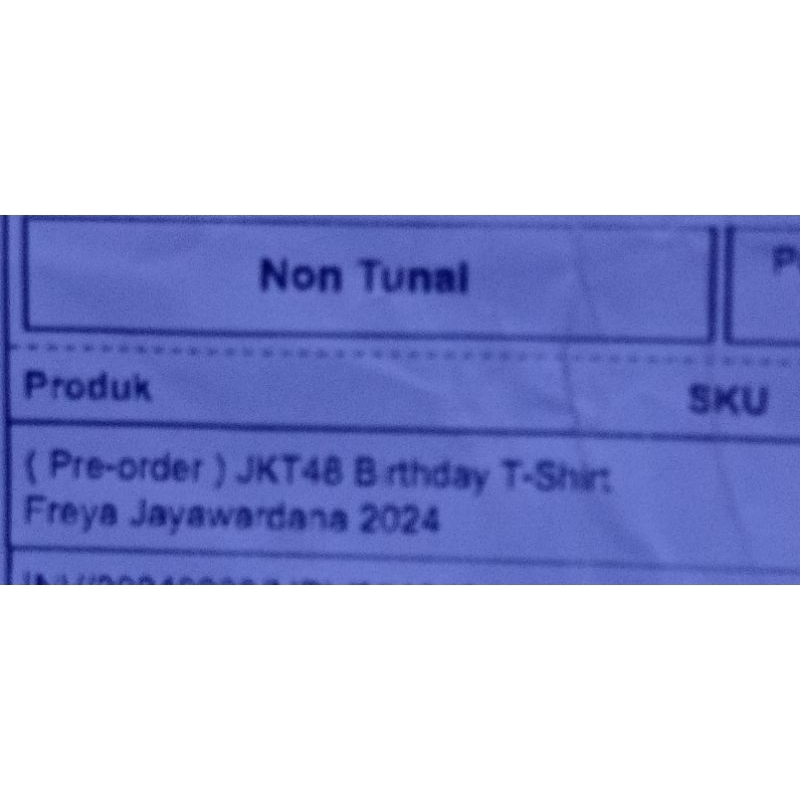 Non Tunai
Produk SKU
( Pre-order ) JKT48 Birthday T-Shirt
Freya Jayawardana 2024